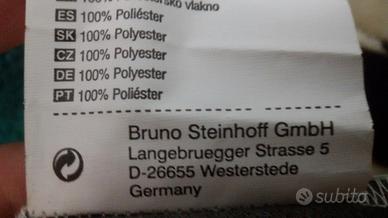 vlakno
ES 100% Poliéster
SK 100% Polyester
CZ 100% Polyester
DE 100% Polyester
PT 100% Poliéster
Bruno Steinhoff GmbH
Langebruegger Strasse 5
D-26655 Westerstede
Germany
subito